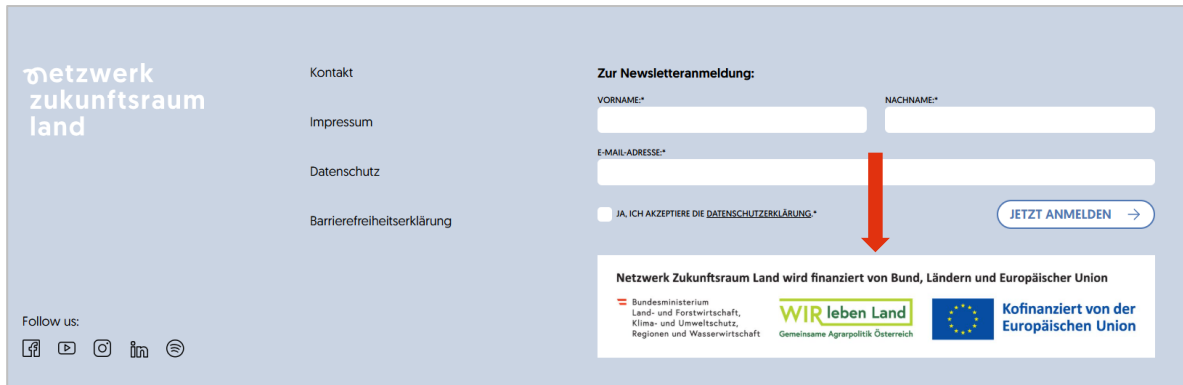 netzwerk
zukunftsraum
land
Kontakt
Impressum
Datenschutz
Barrierefreiheitserklärung
Follow us:
Zur Newsletteranmeldung:
VORNAME:*
NACHNAME:*
E-MAIL-ADRESSE:*
JA, ICH AKZEPTIERE DIE DATENSCHUTZERKLÄRUNG.*
JETZT ANMELDEN
Netzwerk Zukunftsraum Land wird finanziert von Bund, Ländern und Europäischer Union
Bundesministerium
Land- und Forstwirtschaft,
Klima- und Umweltschutz,
Regionen und Wasserwirtschaft
WIR leben Land
Gemeinsame Agrarpolitik Österreich
Kofinanziert von der
Europäischen Union